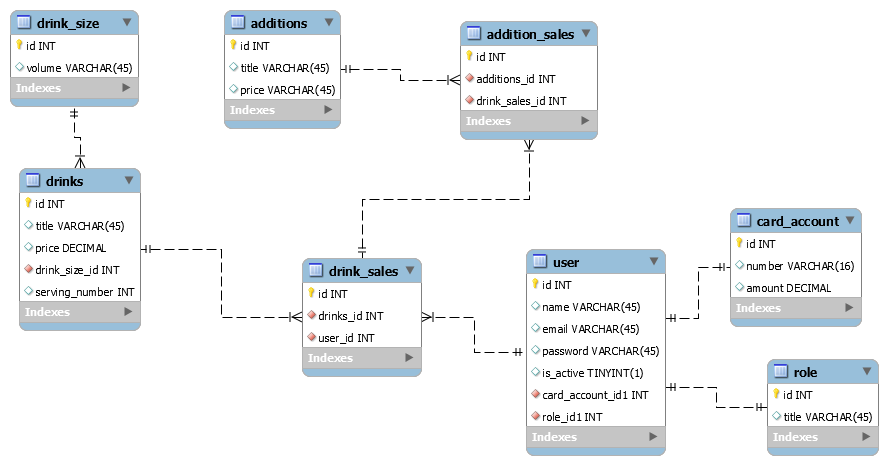 drink_size
id INT
volume VARCHAR(45)
Indexes
additions
id INT
title VARCHAR(45)
price VARCHAR(45)
Indexes
addition_sales
id INT
additions_id INT
drink_sales_id INT
Indexes
drinks
id INT
title VARCHAR(45)
price DECIMAL
drink_size_id INT
serving_number INT
Indexes
drink_sales
id INT
drinks_id INT
user_id INT
Indexes
user
id INT
name VARCHAR(45)
email VARCHAR(45)
password VARCHAR(45)
is_active TINYINT(1)
card_account_id1 INT
role_id1 INT
Indexes
card_account
id INT
number VARCHAR(16)
amount DECIMAL
Indexes
role
id INT
title VARCHAR(45)
Indexes